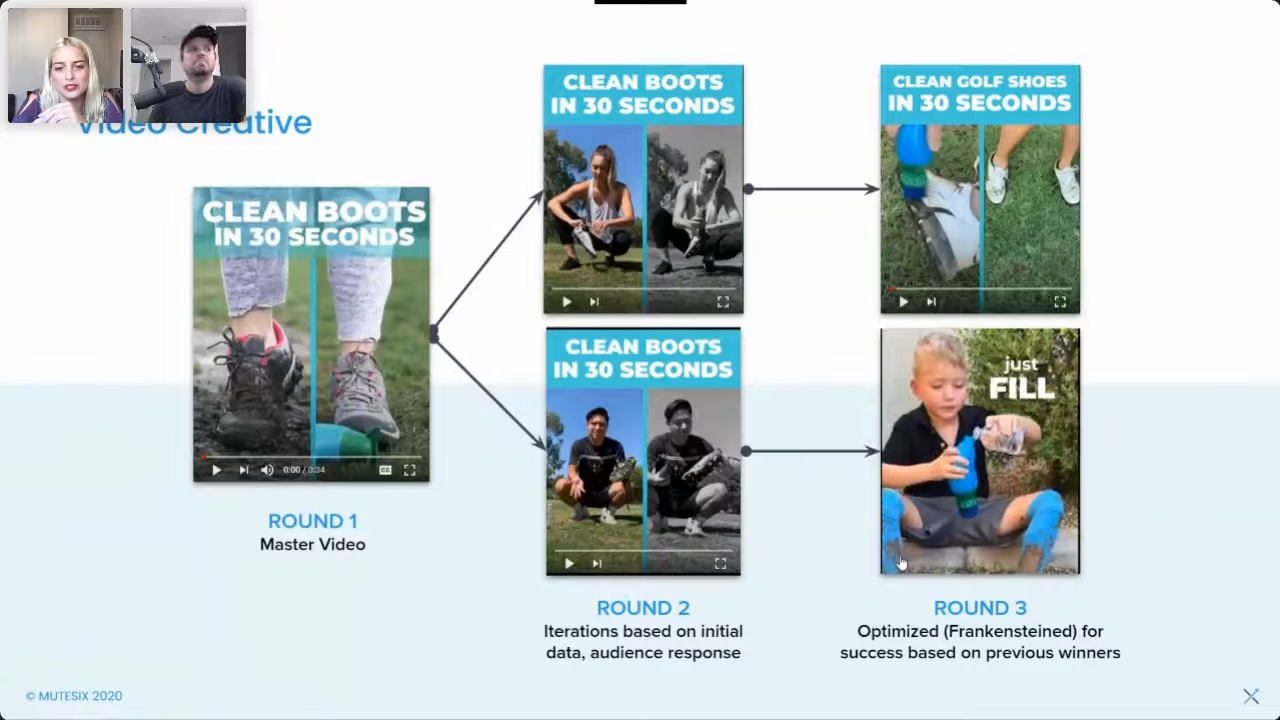 Video Creative
CLEAN BOOTS
IN 30 SECONDS
0:00 / 0:34
CC
ROUND 1
Master Video
CLEAN BOOTS
IN 30 SECONDS
CLEAN BOOTS
IN 30 SECONDS
ROUND 2
Iterations based on initial
data, audience response
CLEAN GOLF SHOES
IN 30 SECONDS
just
FILL
ROUND 3
Optimized (Frankensteined) for
success based on previous winners
© MUTESIX 2020